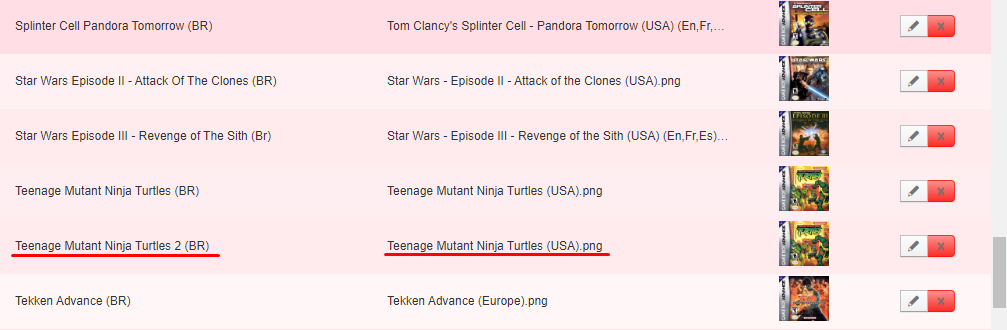 Splinter Cell Pandora Tomorrow (BR) Tom Clancy's Splinter Cell - Pandora Tomorrow (USA) (En,Fr,...
Star Wars Episode II - Attack Of The Clones (BR) Star Wars - Episode II - Attack of the Clones (USA).png
Star Wars Episode III - Revenge of The Sith (Br) Star Wars - Episode III - Revenge of the Sith (USA) (En,Fr,Es)...
Teenage Mutant Ninja Turtles (BR) Teenage Mutant Ninja Turtles (USA).png
Teenage Mutant Ninja Turtles 2 (BR) Teenage Mutant Ninja Turtles (USA).png
Tekken Advance (BR) Tekken Advance (Europe).png